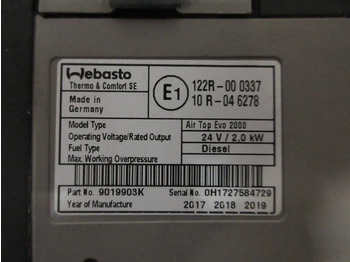 Webasto
Thermo & Comfort SE
Made in
Germany
E1
122R-00 0337
10 R-04 6278
Model Type Air Top Evo 2000
Operating Voltage/Rated Output 24 V / 2,0 kW
Fuel Type Diesel
Max. Working Overpressure
Part No. 9019903K Serial No. 0H1727584729
Year of Manufacture 2017 2018 2019